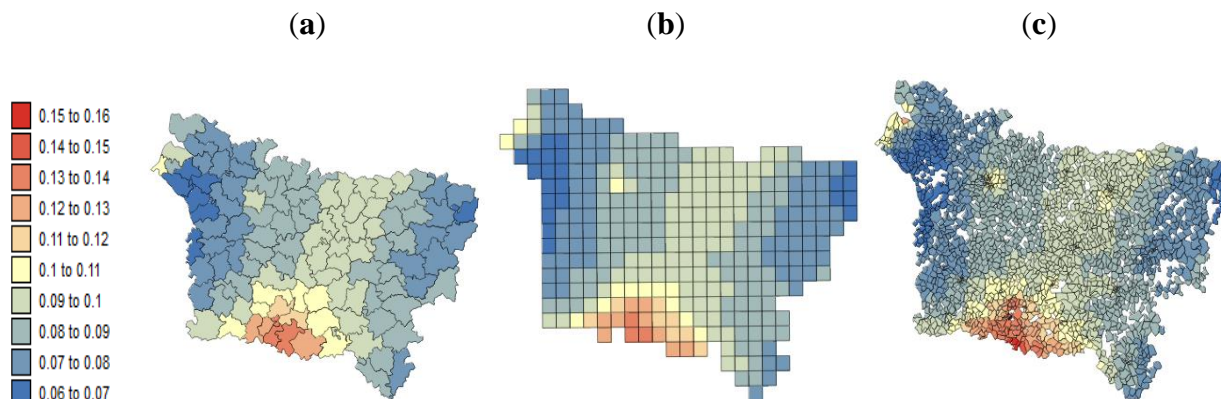 (a) (b) (c)
0.15 to 0.16
0.14 to 0.15
0.13 to 0.14
0.12 to 0.13
0.11 to 0.12
0.1 to 0.11
0.09 to 0.1
0.08 to 0.09
0.07 to 0.08
0.06 to 0.07